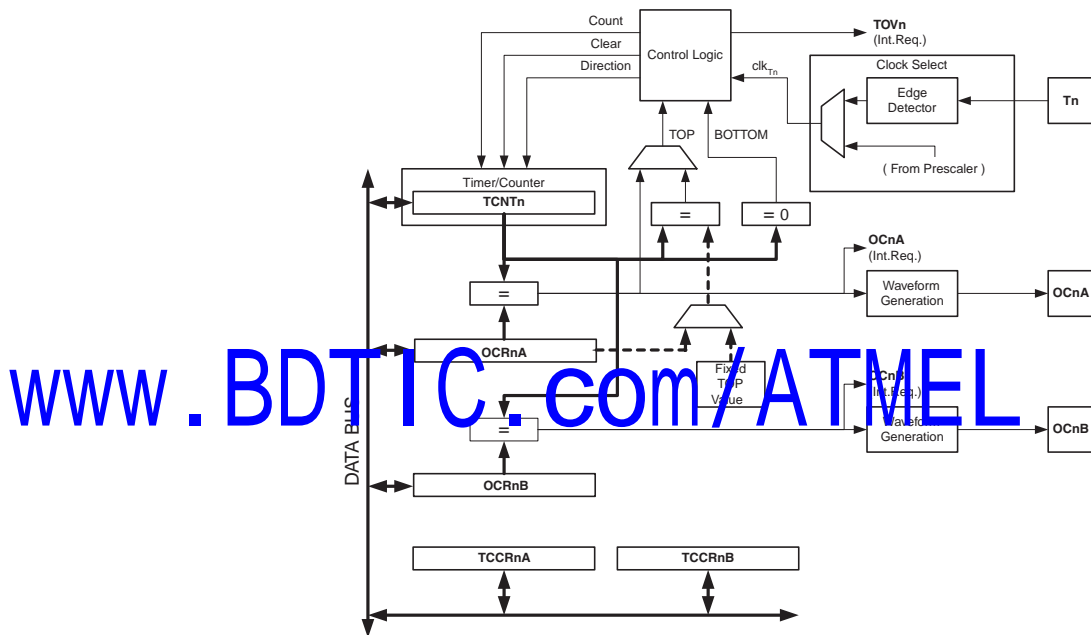 Count
Clear
Direction
Control Logic
TOVn
(Int.Req.)
clkTn
Clock Select
Edge
Detector
Tn
( From Prescaler )
TOP
BOTTOM
Timer/Counter
TCNTn
=
= 0
OCnA
(Int.Req.)
=
Waveform
Generation
OCnA
OCRnA
Fixed
TOP
Value
www.BDTIC.com/ATMEL
OCnB
(Int.Req.)
=
Waveform
Generation
OCnB
DATA BUS
OCRnB
TCCRnA
TCCRnB